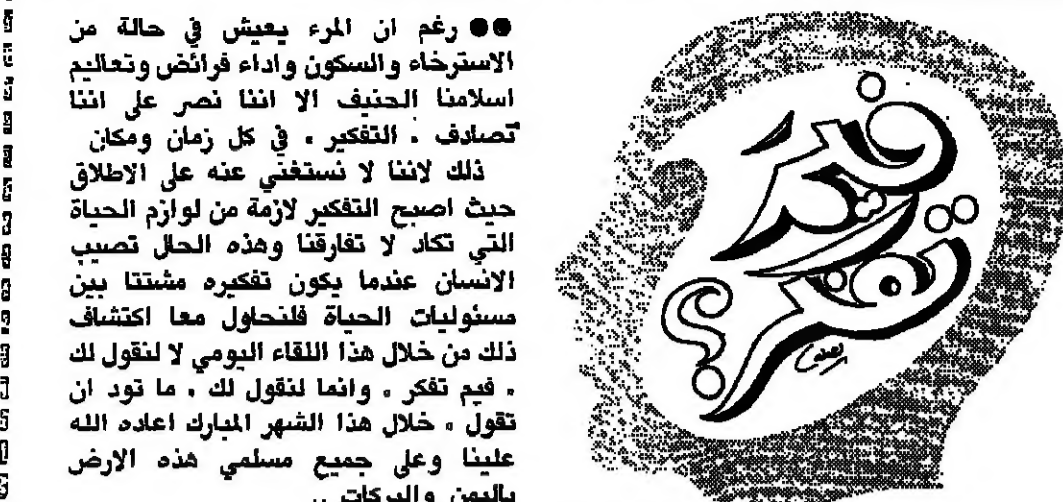 ●● رغم ان المرء يعيش في حالة من
الاسترخاء والسكون واداء فرائض وتعاليم
اسلامنا الحنيف الا اننا نصر على اننا
تصادف . التفكير . في كل زمان ومكان
ذلك لاننا لا نستغني عنه على الاطلاق
حيث اصبح التفكير لازمة من لوازم الحياة
التي تكاد لا تفارقنا وهذه الحال تصيب
الانسان عندما يكون تفكيره مشتتا بين
مسئوليات الحياة فلنحاول معا اكتشاف
ذلك من خلال هذا اللقاء اليومي لا لنقول لك
. فيم تفكر . وانما لنقول لك . ما تود ان
تقول » خلال هذا الشهر المبارك اعاده الله
علينا وعلى جميع مسلمي هذه الارض
باليمن والبركات ..
فيم
تفكر ؟